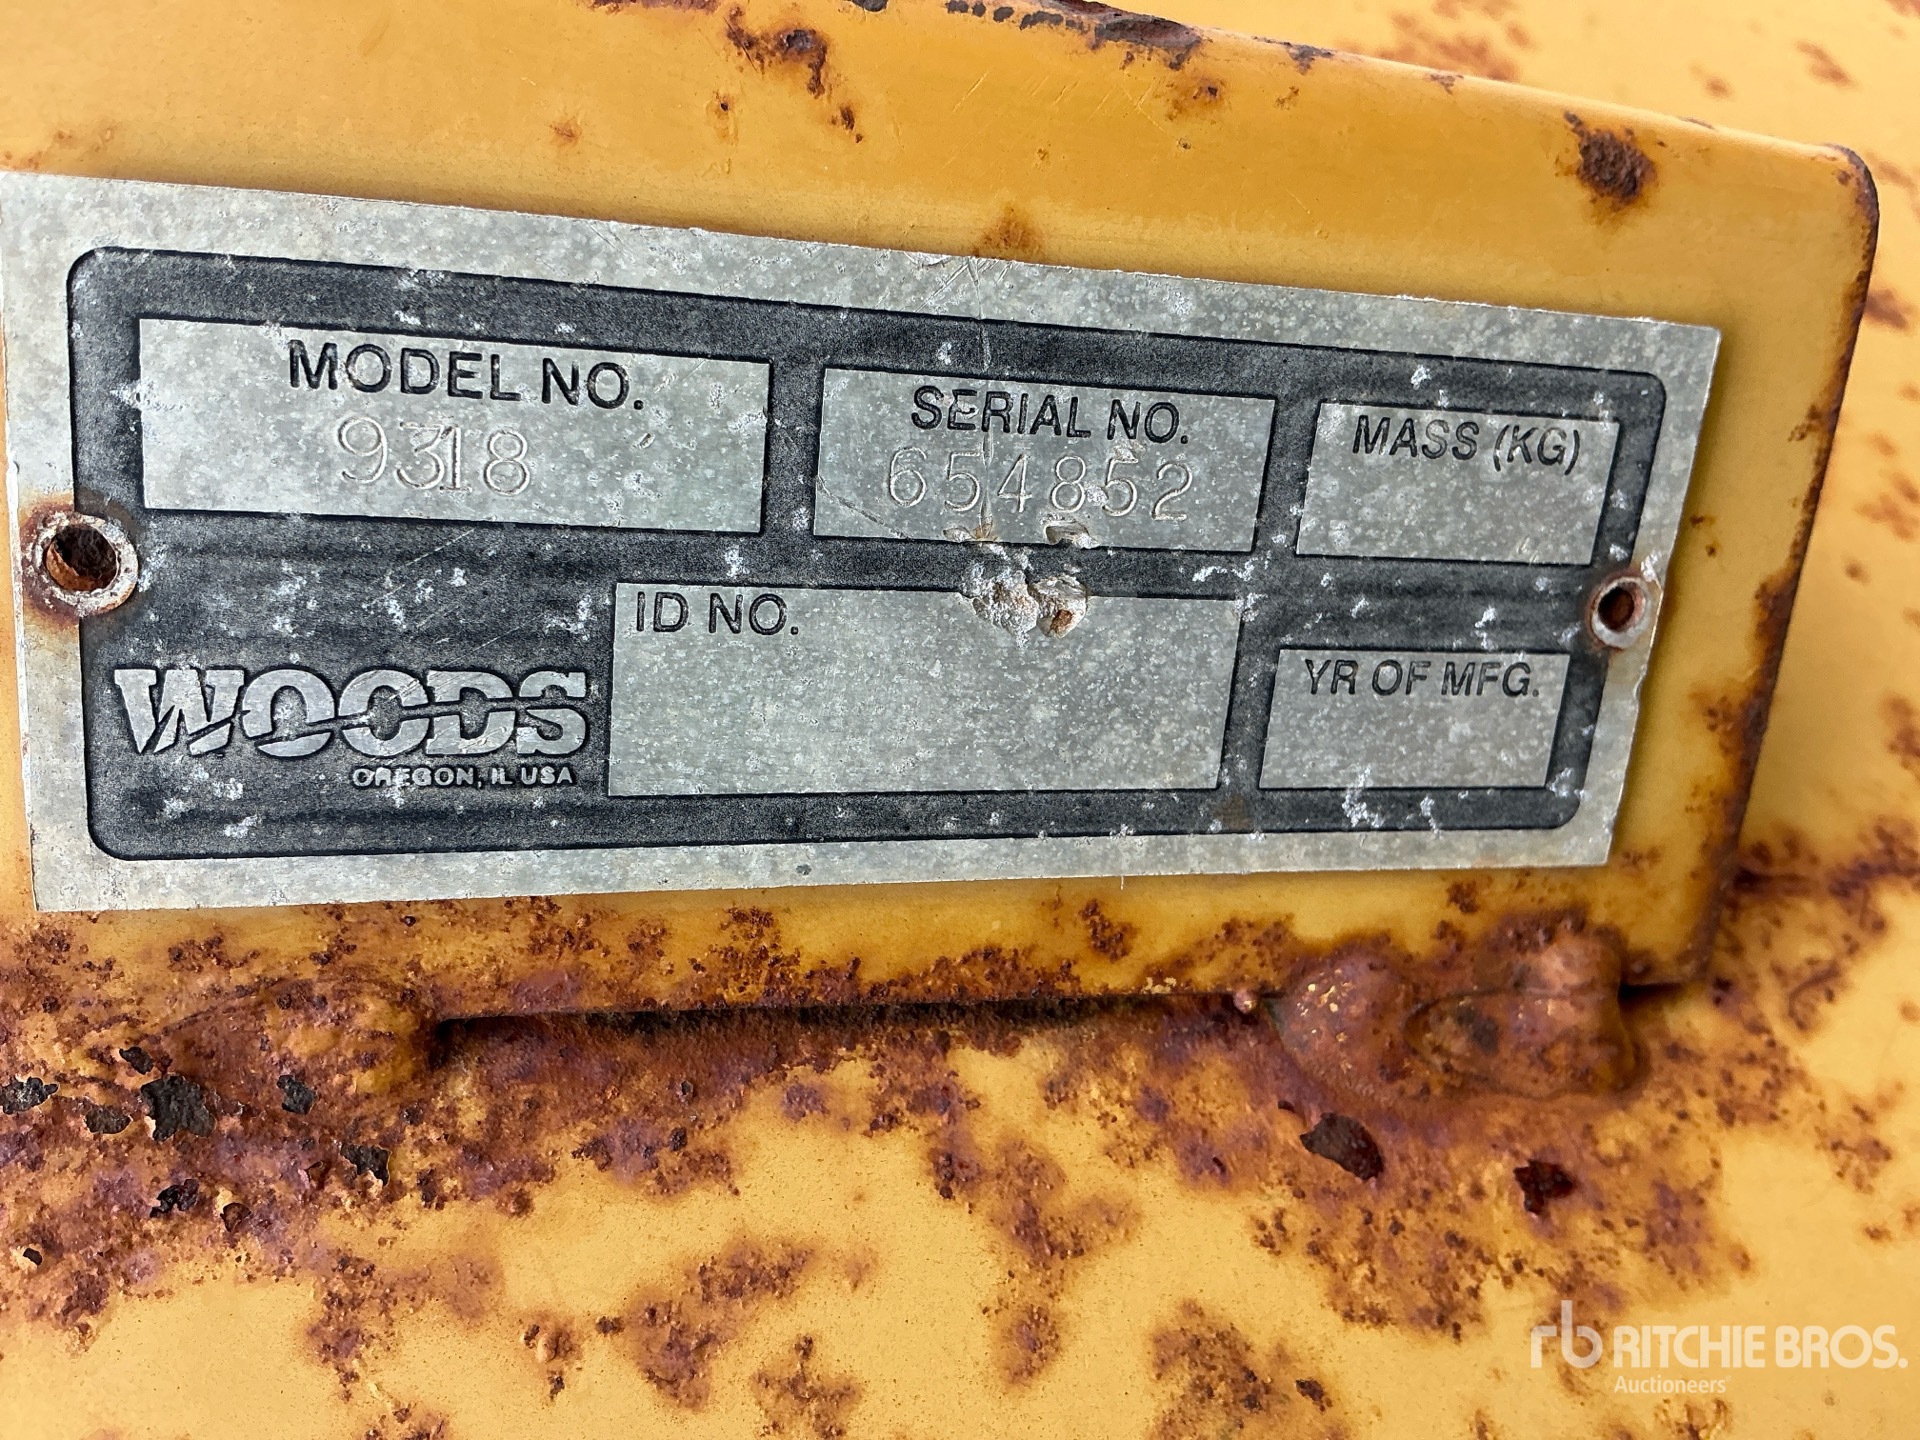 MODEL NO.
9318
SERIAL NO.
654852
MASS (KG)
ID NO.
YR OF MFG.
WOODS
OREGON, IL USA
rb RITCHIE BROS.
Auctioneers